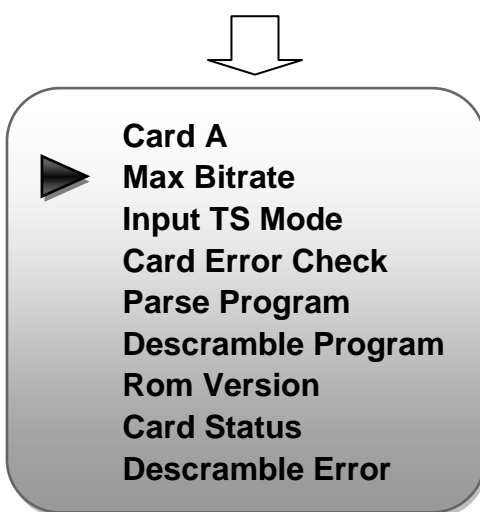 Card A
Max Bitrate
Input TS Mode
Card Error Check
Parse Program
Descramble Program
Rom Version
Card Status
Descramble Error